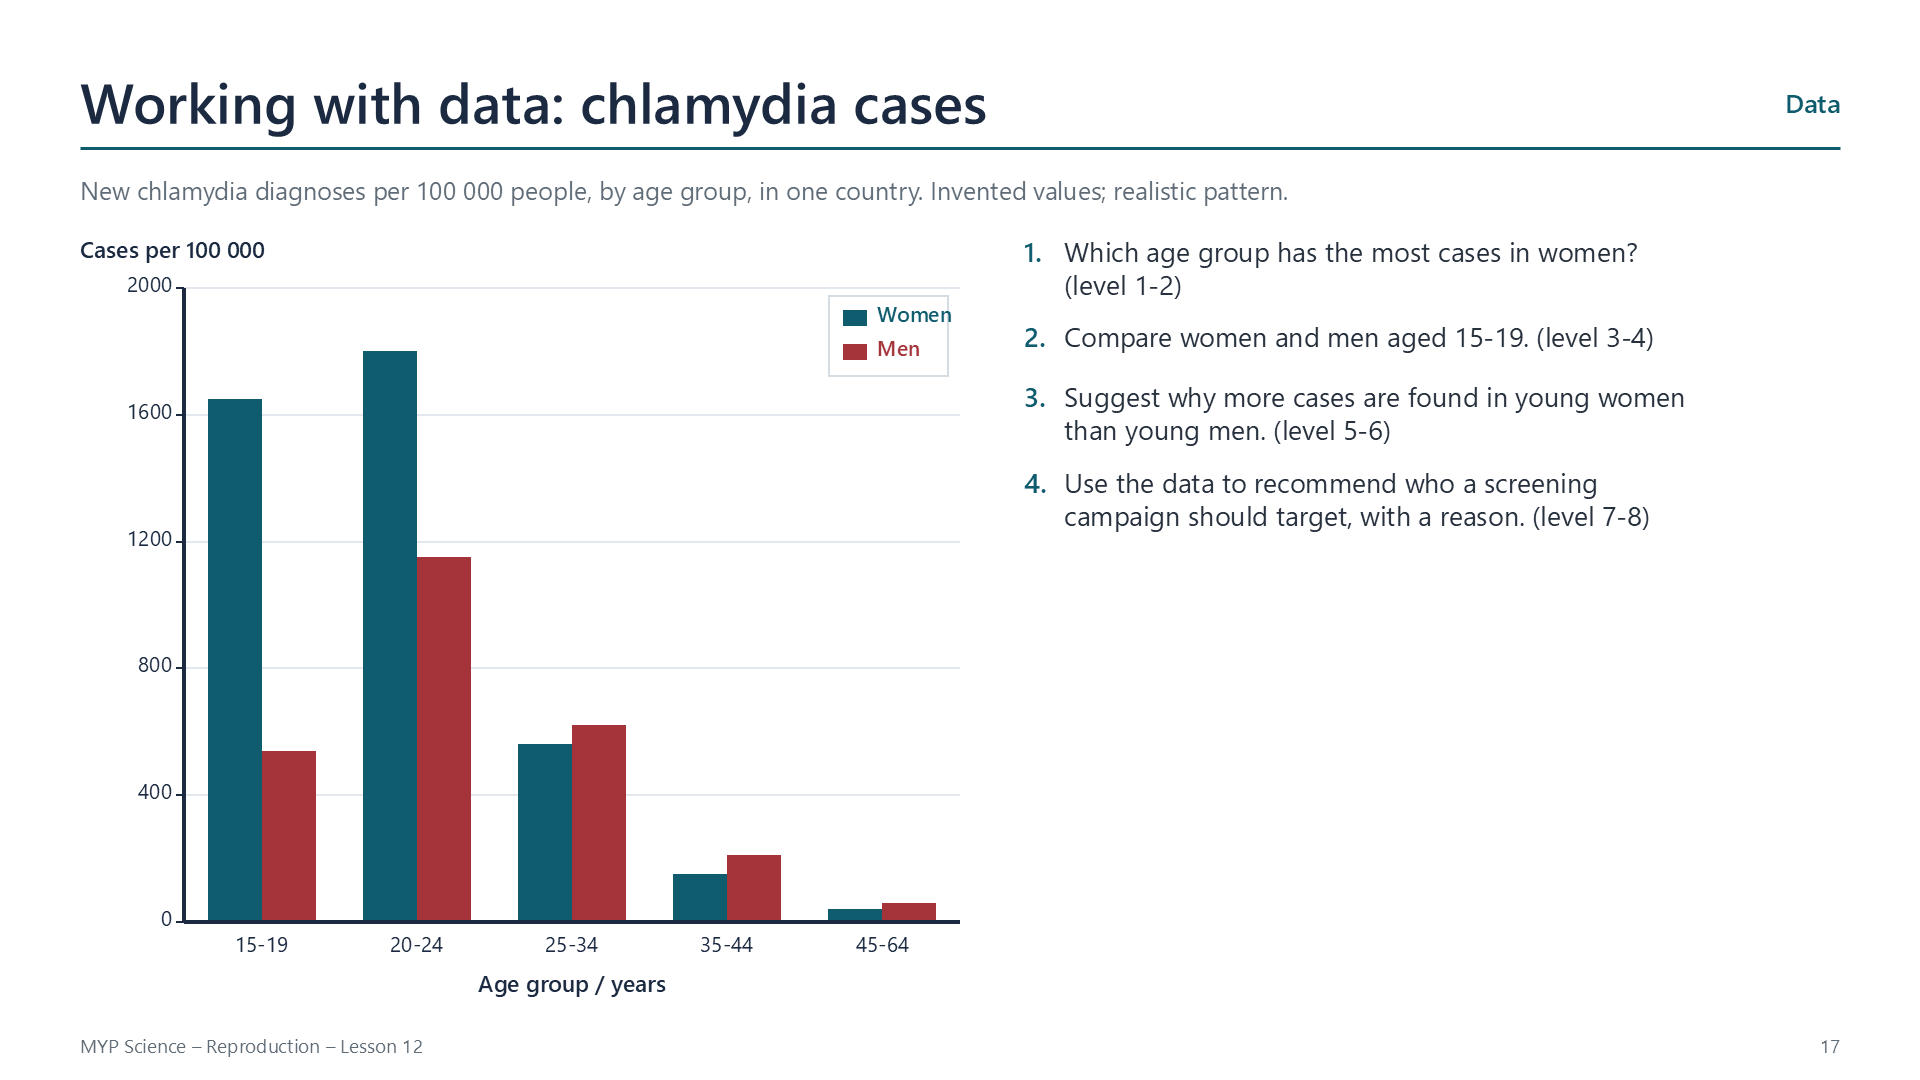 Working with data: chlamydia cases
Data
New chlamydia diagnoses per 100 000 people, by age group, in one country. Invented values; realistic pattern.
Cases per 100 000
2000
1600
1200
800
400
0
Women
Men
15-19
20-24
25-34
35-44
45-64
Age group / years
1. Which age group has the most cases in women?
(level 1-2)
2. Compare women and men aged 15-19. (level 3-4)
3. Suggest why more cases are found in young women
than young men. (level 5-6)
4. Use the data to recommend who a screening
campaign should target, with a reason. (level 7-8)
MYP Science – Reproduction – Lesson 12
17